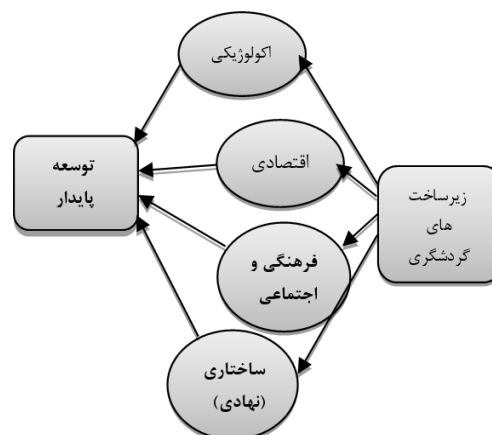 اکولوژیکی
اقتصادی
زیرساخت
های
گردشگری
توسعه
پایدار
فرهنگی و
اجتماعی
ساختاری
(نهادی)